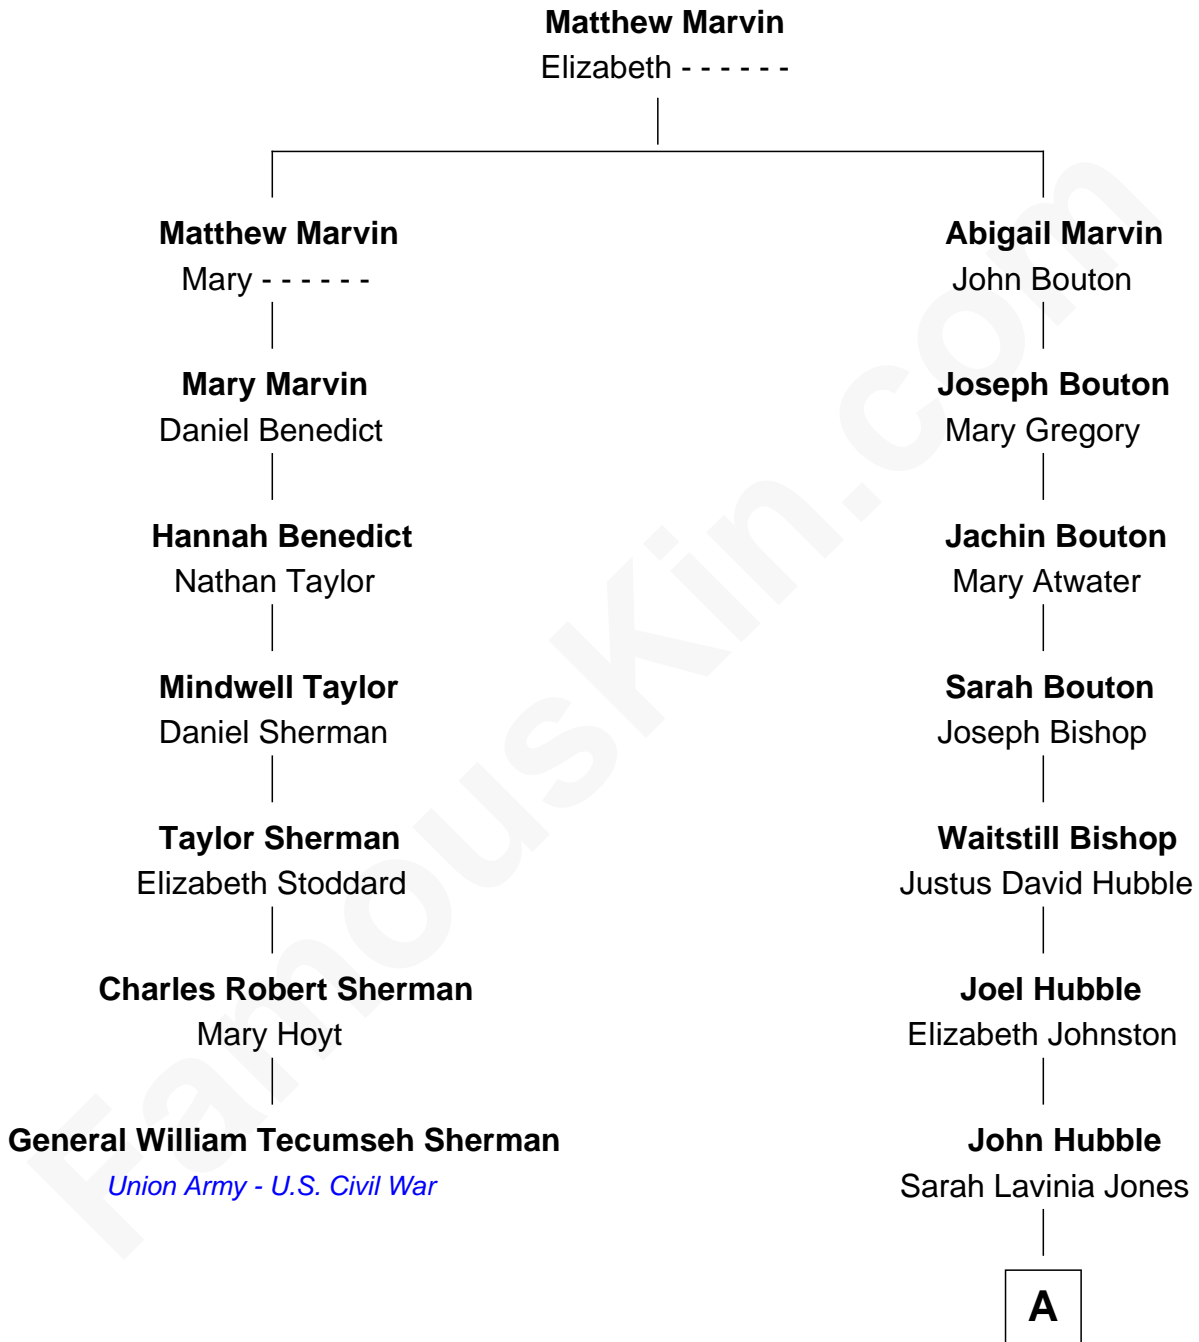 Matthew Marvin
Elizabeth - - - - - -
Matthew Marvin
Mary - - - - - -
Mary Marvin
Daniel Benedict
Hannah Benedict
Nathan Taylor
Mindwell Taylor
Daniel Sherman
Taylor Sherman
Elizabeth Stoddard
Charles Robert Sherman
Mary Hoyt
General William Tecumseh Sherman
Union Army - U.S. Civil War
Abigail Marvin
John Bouton
Joseph Bouton
Mary Gregory
Jachin Bouton
Mary Atwater
Sarah Bouton
Joseph Bishop
Waitstill Bishop
Justus David Hubble
Joel Hubble
Elizabeth Johnston
John Hubble
Sarah Lavinia Jones
A
FamousKin.com